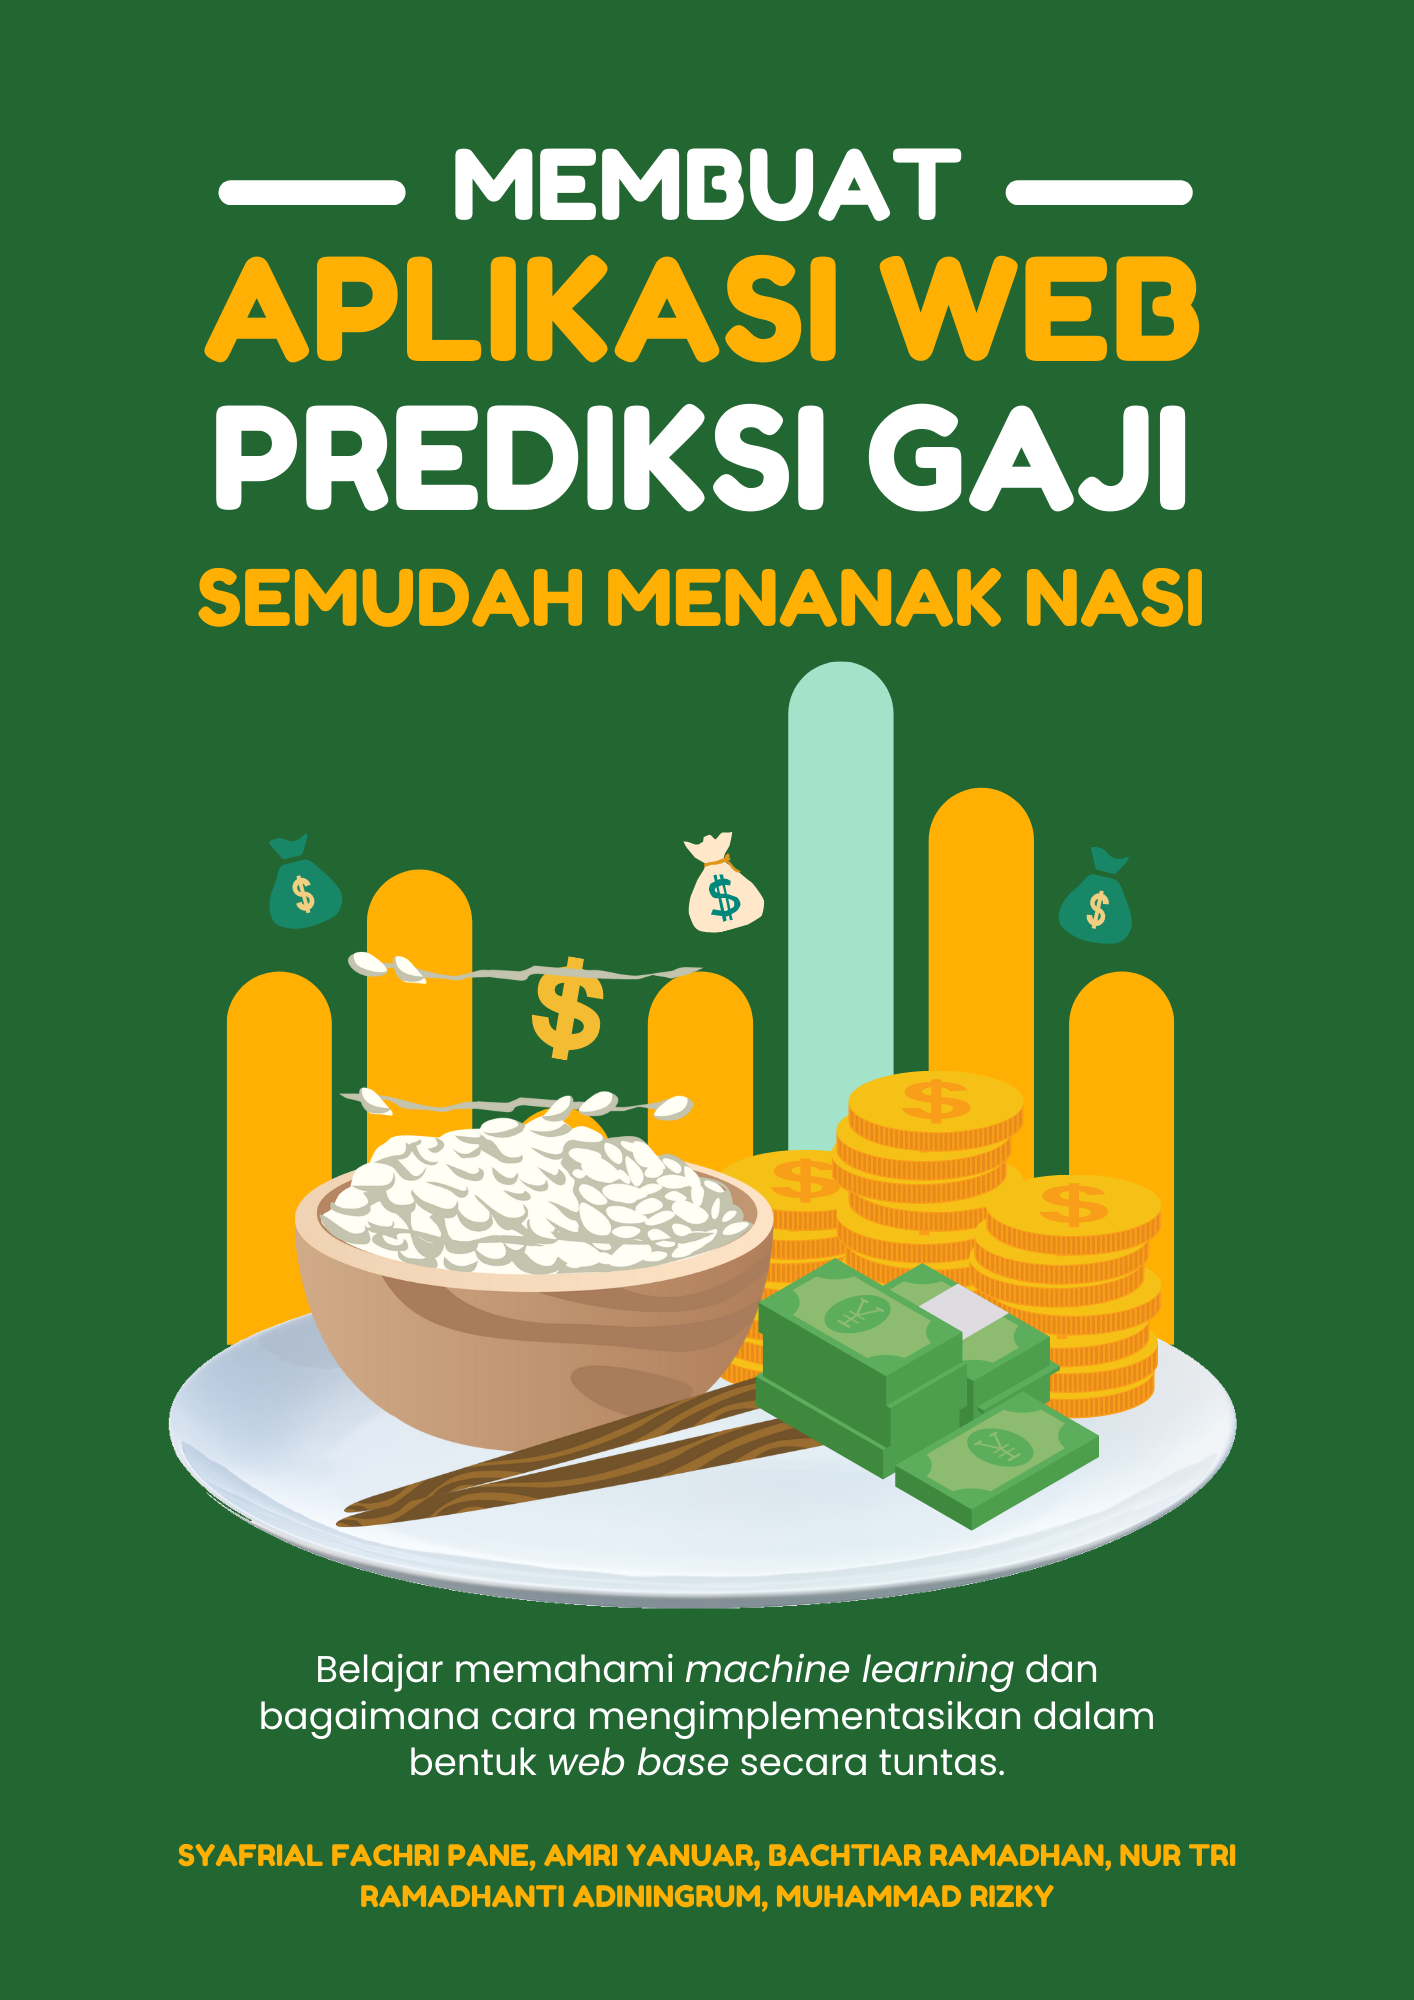 MEMBUAT
APLIKASI WEB
PREDIKSI GAJI
SEMUDAH MENANAK NASI
$
$
$
$
$
$
$
Belajar memahami machine learning dan
bagaimana cara mengimplementasikan dalam
bentuk web base secara tuntas.
SYAFRIAL FACHRI PANE, AMRI YANUAR, BACHTIAR RAMADHAN, NUR TRI
RAMADHANTI ADININGRUM, MUHAMMAD RIZKY